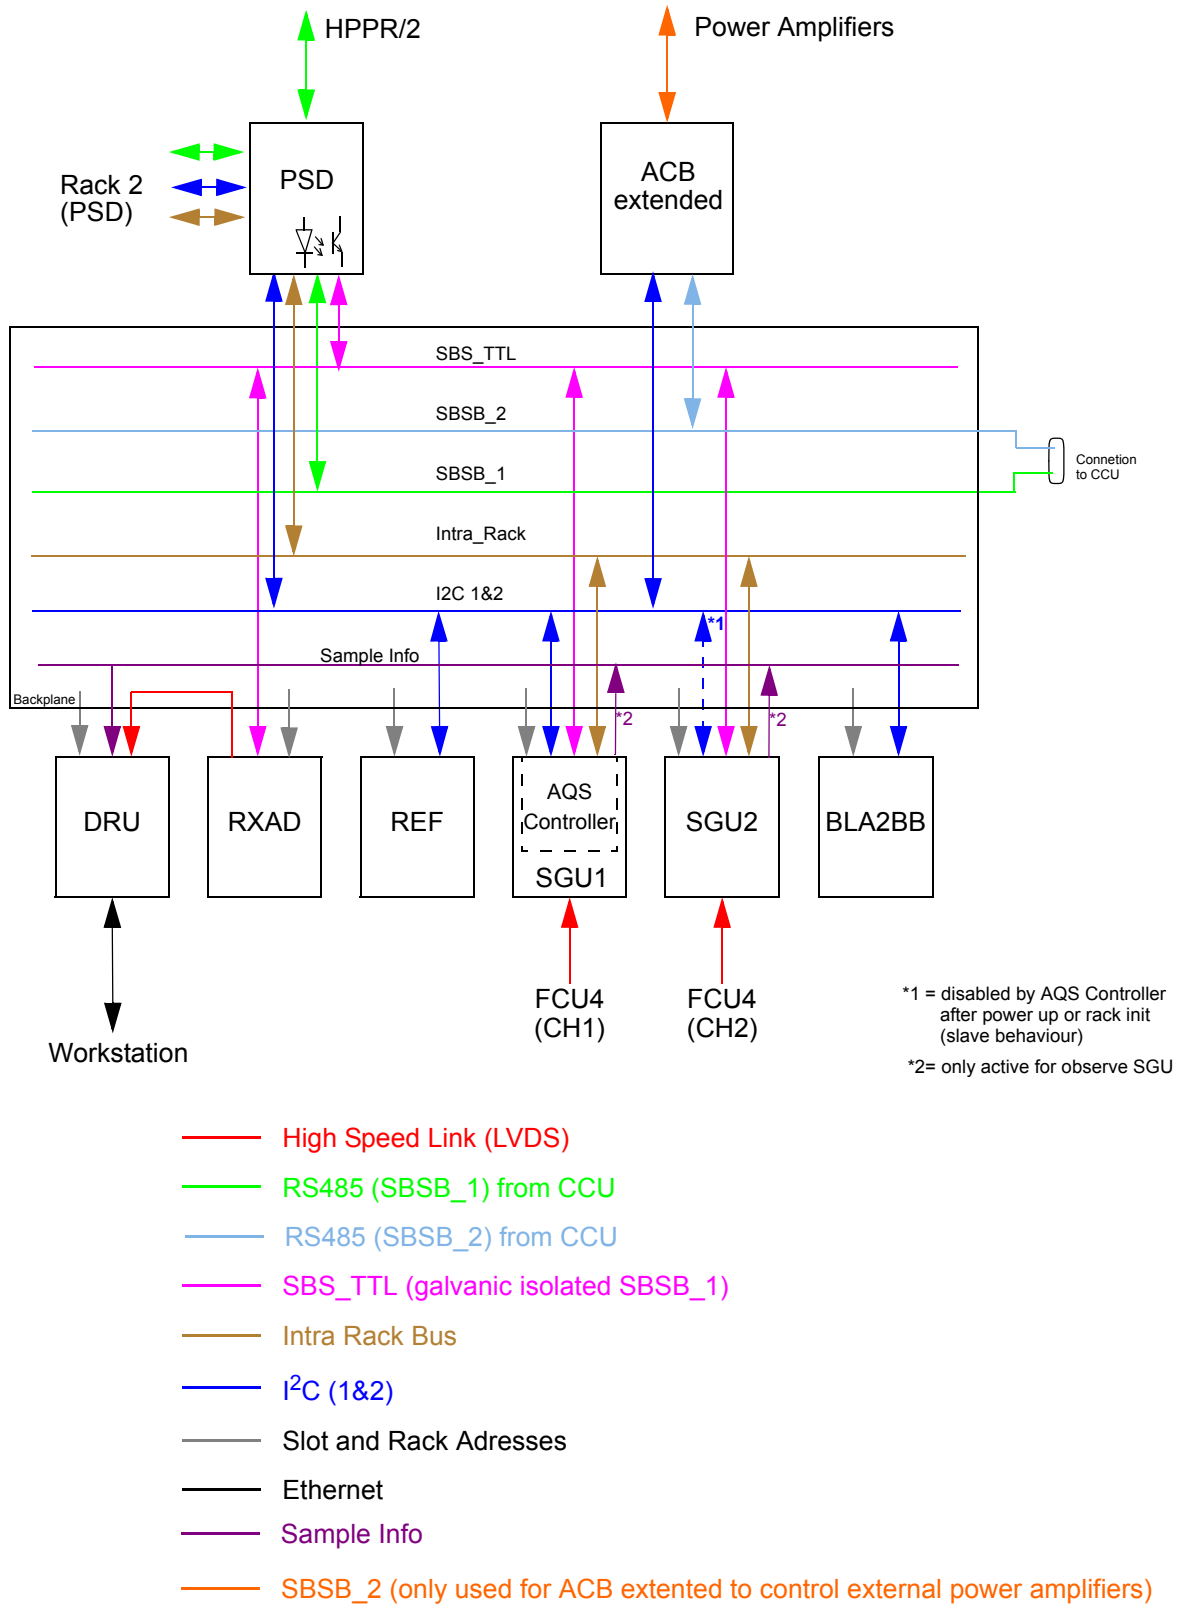 HPPR/2
Power Amplifiers
Rack 2
(PSD)
PSD
ACB
extended
SBS_TTL
SBSB_2
SBSB_1
Connetion
to CCU
Intra_Rack
I2C 1&2
*1
Sample Info
Backplane
*2
*2
DRU
RXAD
REF
AQS
Controller
SGU1
SGU2
BLA2BB
FCU4
(CH1)
FCU4
(CH2)
Workstation
*1 = disabled by AQS Controller
after power up or rack init
(slave behaviour)
*2= only active for observe SGU
High Speed Link (LVDS)
RS485 (SBSB_1) from CCU
RS485 (SBSB_2) from CCU
SBS_TTL (galvanic isolated SBSB_1)
Intra Rack Bus
I²C (1&2)
Slot and Rack Adresses
Ethernet
Sample Info
SBSB_2 (only used for ACB extented to control external power amplifiers)